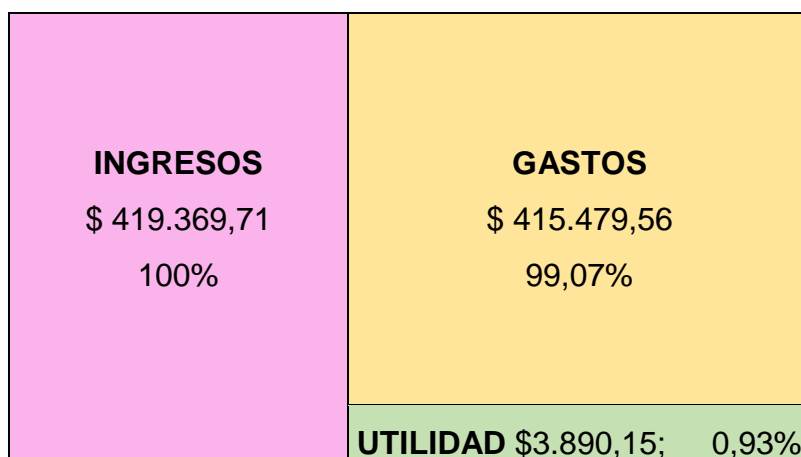 INGRESOS
$ 419.369,71
100%
GASTOS
$ 415.479,56
99,07%
UTILIDAD $3.890,15; 0,93%